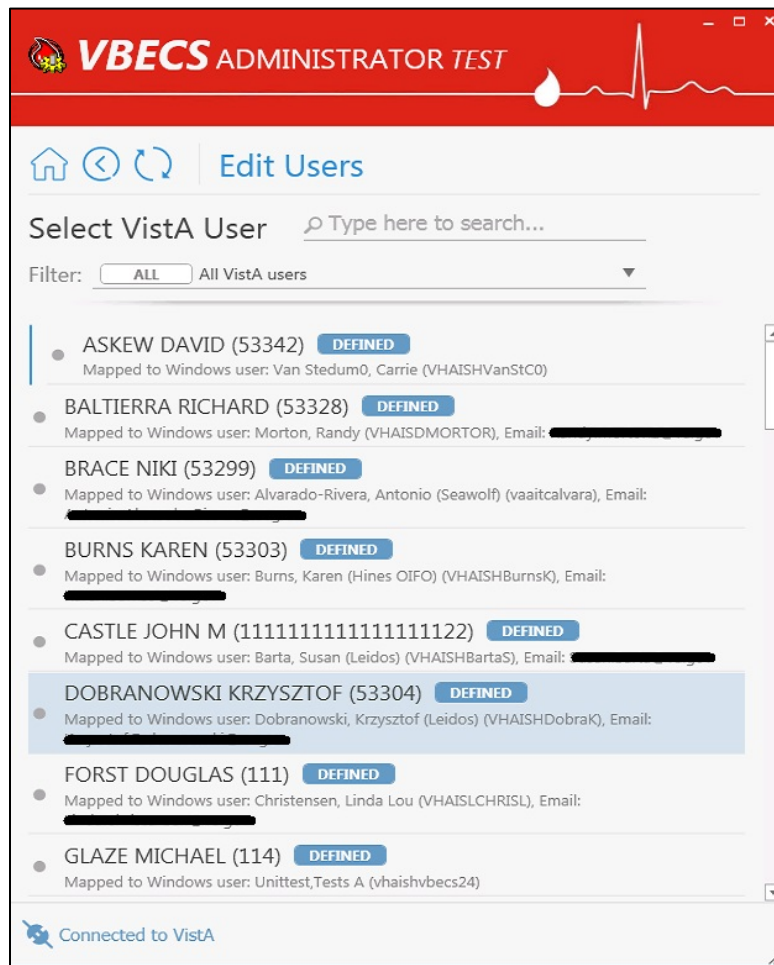 VBECS ADMINISTRATOR TEST
Edit Users
Select VistA User
Type here to search...
Filter: ALL All VistA users
ASKEW DAVID (53342) DEFINED
Mapped to Windows user: Van Stedum0, Carrie (VHAISHVanStC0)
BALTIERRA RICHARD (53328) DEFINED
Mapped to Windows user: Morton, Randy (VHAISDMORTOR), Email:
BRACE NIKI (53299) DEFINED
Mapped to Windows user: Alvarado-Rivera, Antonio (Seawolf) (vaaitcalvara), Email:
BURNS KAREN (53303) DEFINED
Mapped to Windows user: Burns, Karen (Hines OIFO) (VHAISHBurnsK), Email:
CASTLE JOHN M (1111111111111111122) DEFINED
Mapped to Windows user: Barta, Susan (Leidos) (VHAISHBartaS), Email:
DOBRANOWSKI KRZYSZTOF (53304) DEFINED
Mapped to Windows user: Dobranowski, Krzysztof (Leidos) (VHAISHDobraK), Email:
FORST DOUGLAS (111) DEFINED
Mapped to Windows user: Christensen, Linda Lou (VHAISLCHRISL), Email:
GLAZE MICHAEL (114) DEFINED
Mapped to Windows user: Unittest,Tests A (vhaishvbecs24)
Connected to VistA